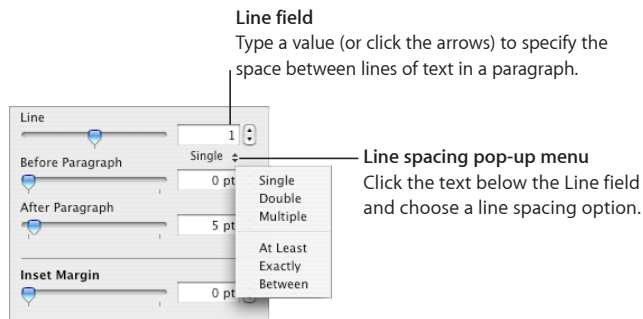 Line field
Type a value (or click the arrows) to specify the
space between lines of text in a paragraph.
Line
1
Single
Before Paragraph
0 pt
After Paragraph
5 pt
Inset Margin
0 pt
Single
Double
Multiple
At Least
Exactly
Between
Line spacing pop-up menu
Click the text below the Line field
and choose a line spacing option.